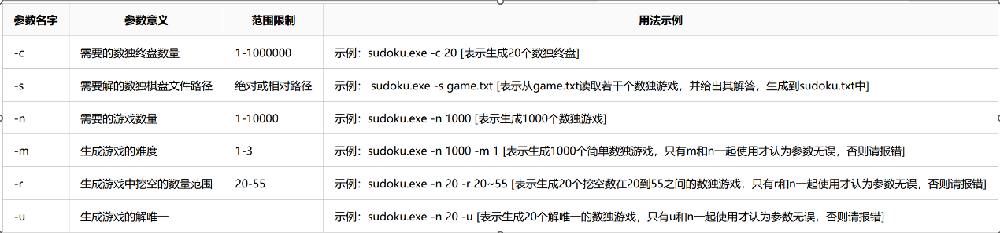 参数名字 参数意义 范围限制 用法示例
-c 需要的数独终盘数量 1-1000000 示例：sudoku.exe -c 20 [表示生成20个数独终盘]
-s 需要解的数独棋盘文件路径 绝对或相对路径 示例： sudoku.exe -s game.txt [表示从game.txt读取若干个数独游戏，并给出其解答，生成到sudoku.txt中]
-n 需要的游戏数量 1-10000 示例：sudoku.exe -n 1000 [表示生成1000个数独游戏]
-m 生成游戏的难度 1-3 示例：sudoku.exe -n 1000 -m 1 [表示生成1000个简单数独游戏，只有m和n一起使用才认为参数无误，否则请报错]
-r 生成游戏中挖空的数量范围 20-55 示例：sudoku.exe -n 20 -r 20~55 [表示生成20个挖空数在20到55之间的数独游戏，只有r和n一起使用才认为参数无误，否则请报错]
-u 生成游戏的解唯一 示例：sudoku.exe -n 20 -u [表示生成20个解唯一的数独游戏，只有u和n一起使用才认为参数无误，否则请报错]